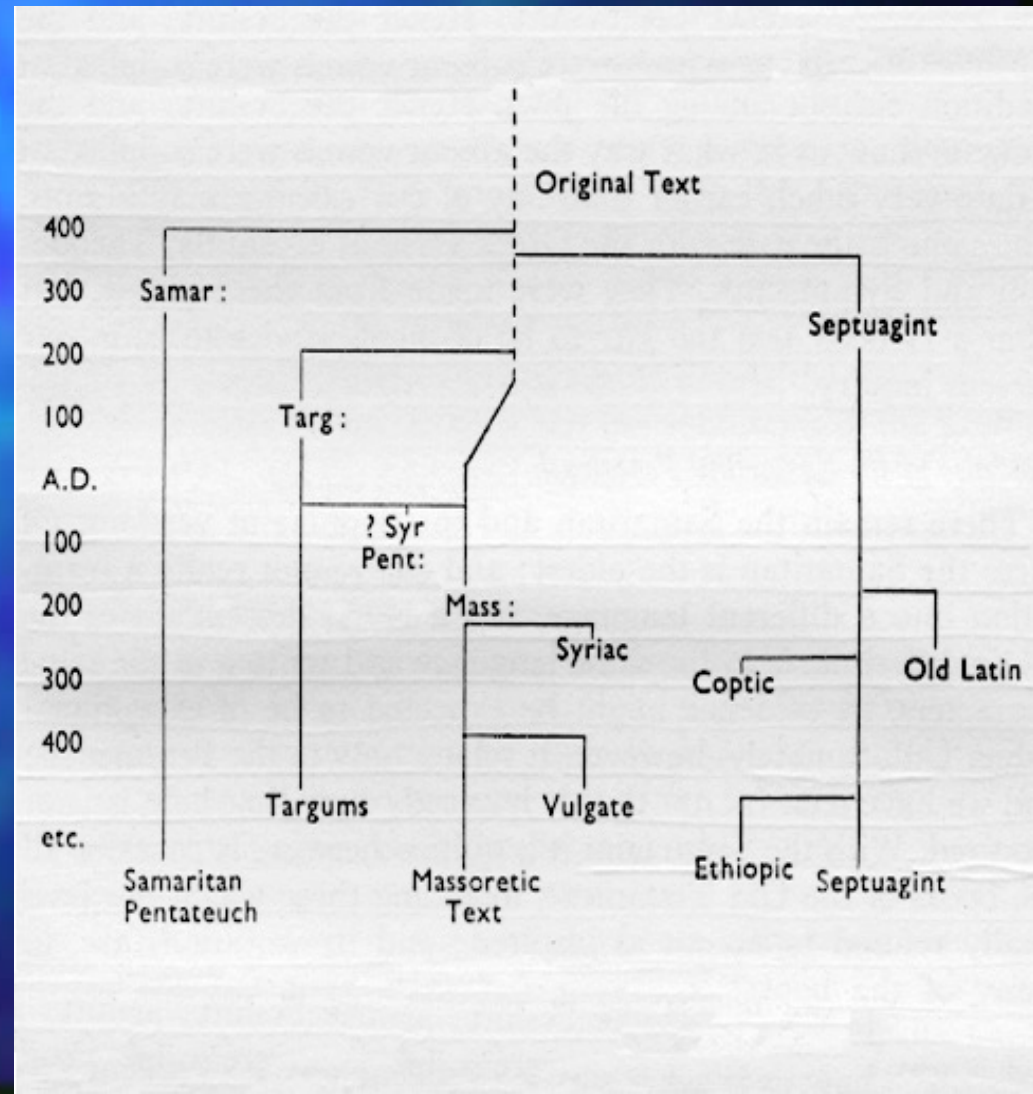 Original Text
400
300
Samar :
Septuagint
200
100
Targ :
A.D.
100
? Syr
Pent:
200
Mass :
Syriac
300
Coptic
Old Latin
400
Targums
Vulgate
etc.
Ethiopic
Septuagint
Samaritan
Pentateuch
Massoretic
Text